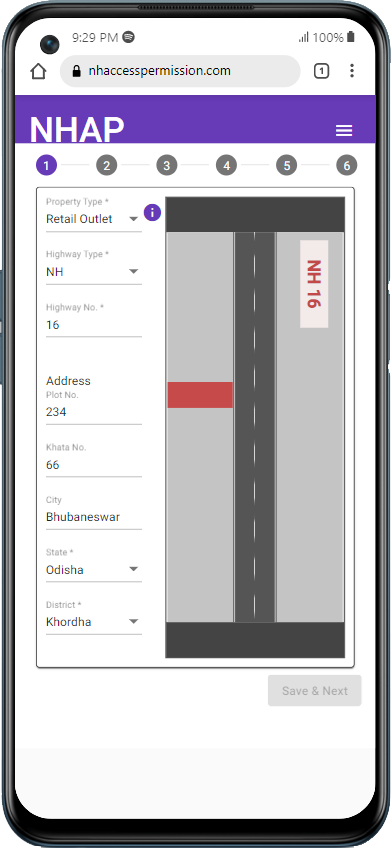 9:29 PM 100%
nhaccesspermission.com 1
NHAP
1 2 3 4 5 6
Property Type *
Retail Outlet
i
Highway Type *
NH
Highway No. *
16
NH 16
Address
Plot No.
234
Khata No.
66
City
Bhubaneswar
State *
Odisha
District *
Khordha
Save & Next